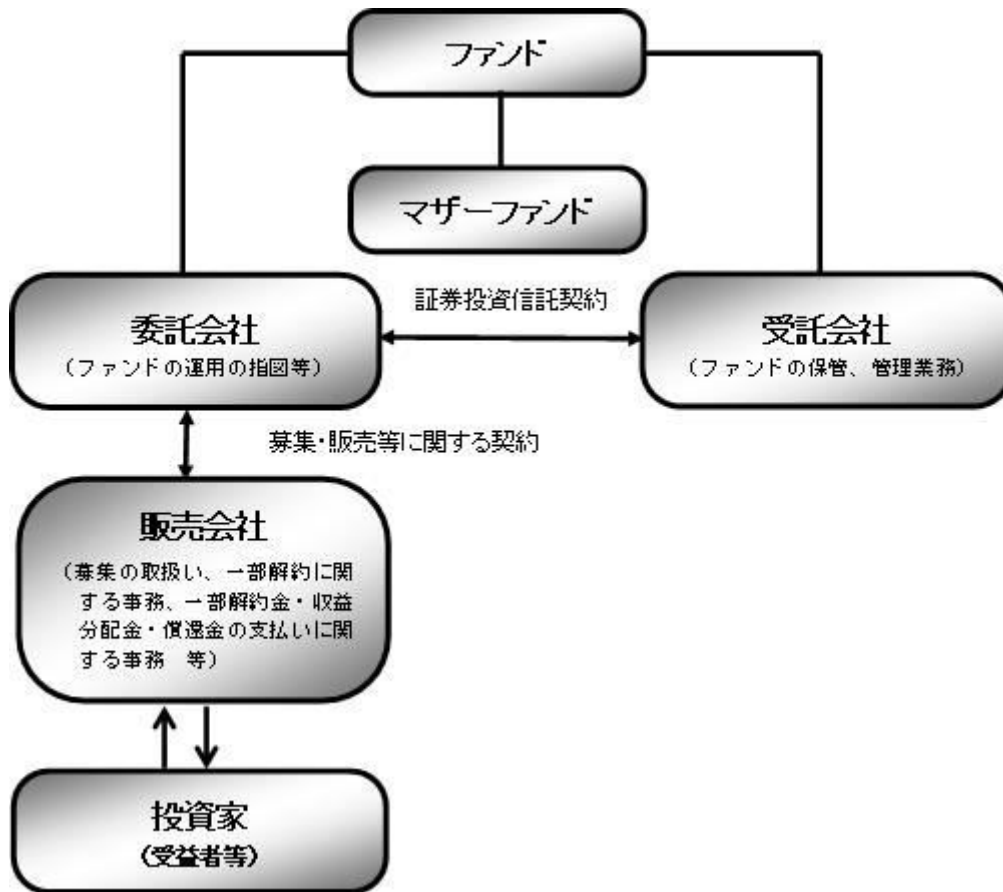 ファンド
マザーファンド
証券投資信託契約
委託会社
（ファンドの運用の指図等）
受託会社
（ファンドの保管、管理業務）
募集・販売等に関する契約
販売会社
（募集の取扱い、一部解約に関
する事務、一部解約金・収益
分配金・償還金の支払いに関
する事務　等）
投資家
（受益者等）